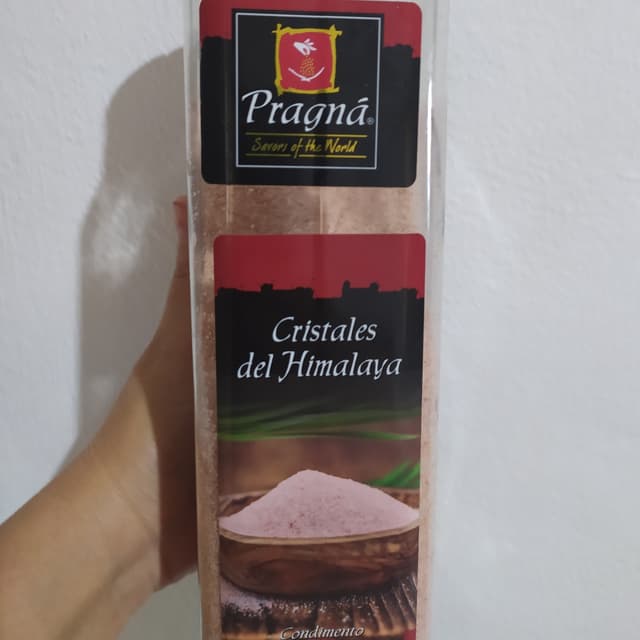 Pragná®
Savors of the World
Cristales
del Himalaya
Condimento